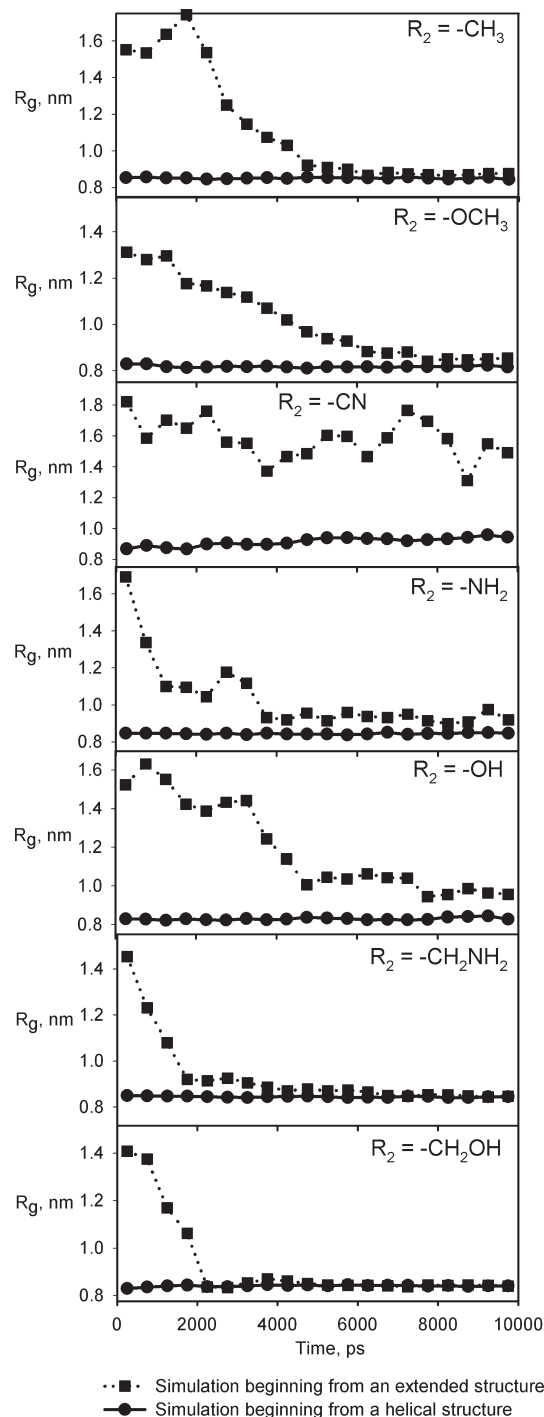 R₂ = -CH₃
1.6
1.4
Rg, nm
1.2
1.0
0.8
R₂ = -OCH₃
1.4
Rg, nm
1.2
1.0
0.8
R₂ = -CN
1.8
1.6
Rg, nm
1.4
1.2
1.0
0.8
R₂ = -NH₂
1.6
1.4
Rg, nm
1.2
1.0
0.8
R₂ = -OH
1.6
1.4
Rg, nm
1.2
1.0
0.8
R₂ = -CH₂NH₂
1.4
1.2
Rg, nm
1.0
0.8
R₂ = -CH₂OH
1.4
1.2
Rg, nm
1.0
0.8
0 2000 4000 6000 8000 10000
Time, ps
Simulation beginning from an extended structure
Simulation beginning from a helical structure